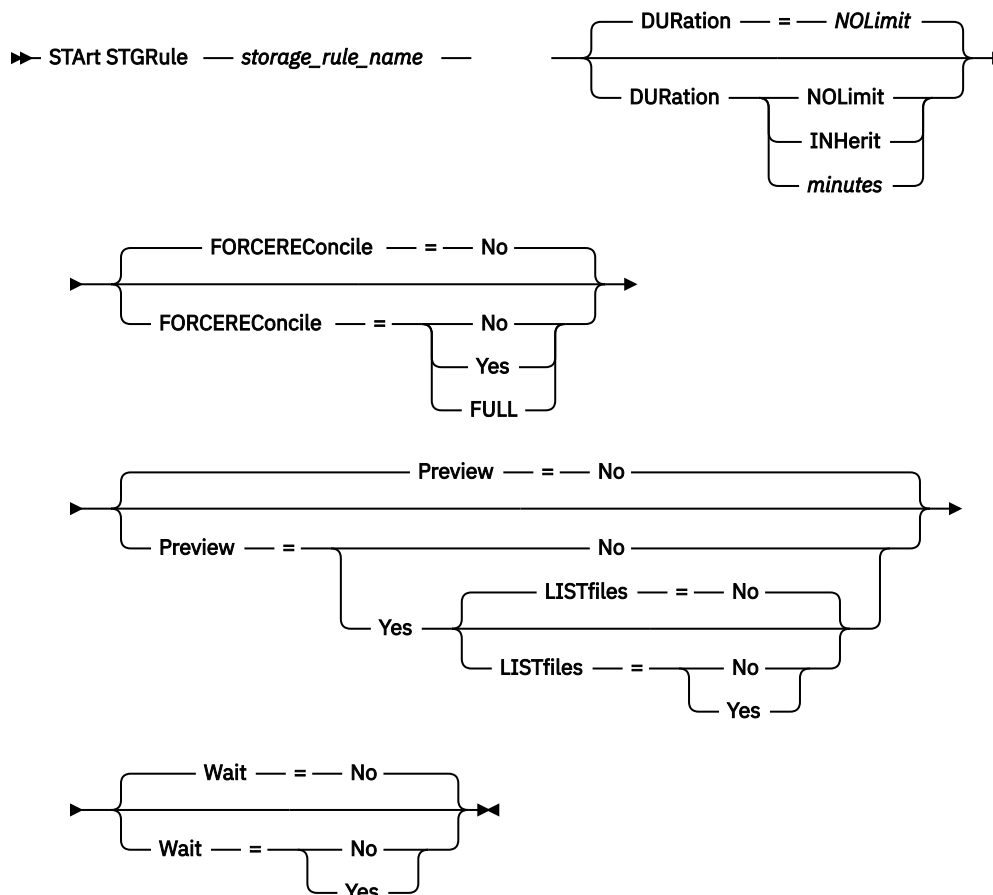 DURation = NOLimit
STArt STGRule storage_rule_name
DURation NOLimit
INHerit
minutes
FORCEREConcile = No
FORCEREConcile = No
Yes
FULL
Preview = No
Preview = No
LISTfiles = No
Yes
LISTfiles = No
Yes
Wait = No
Wait = No
Yes